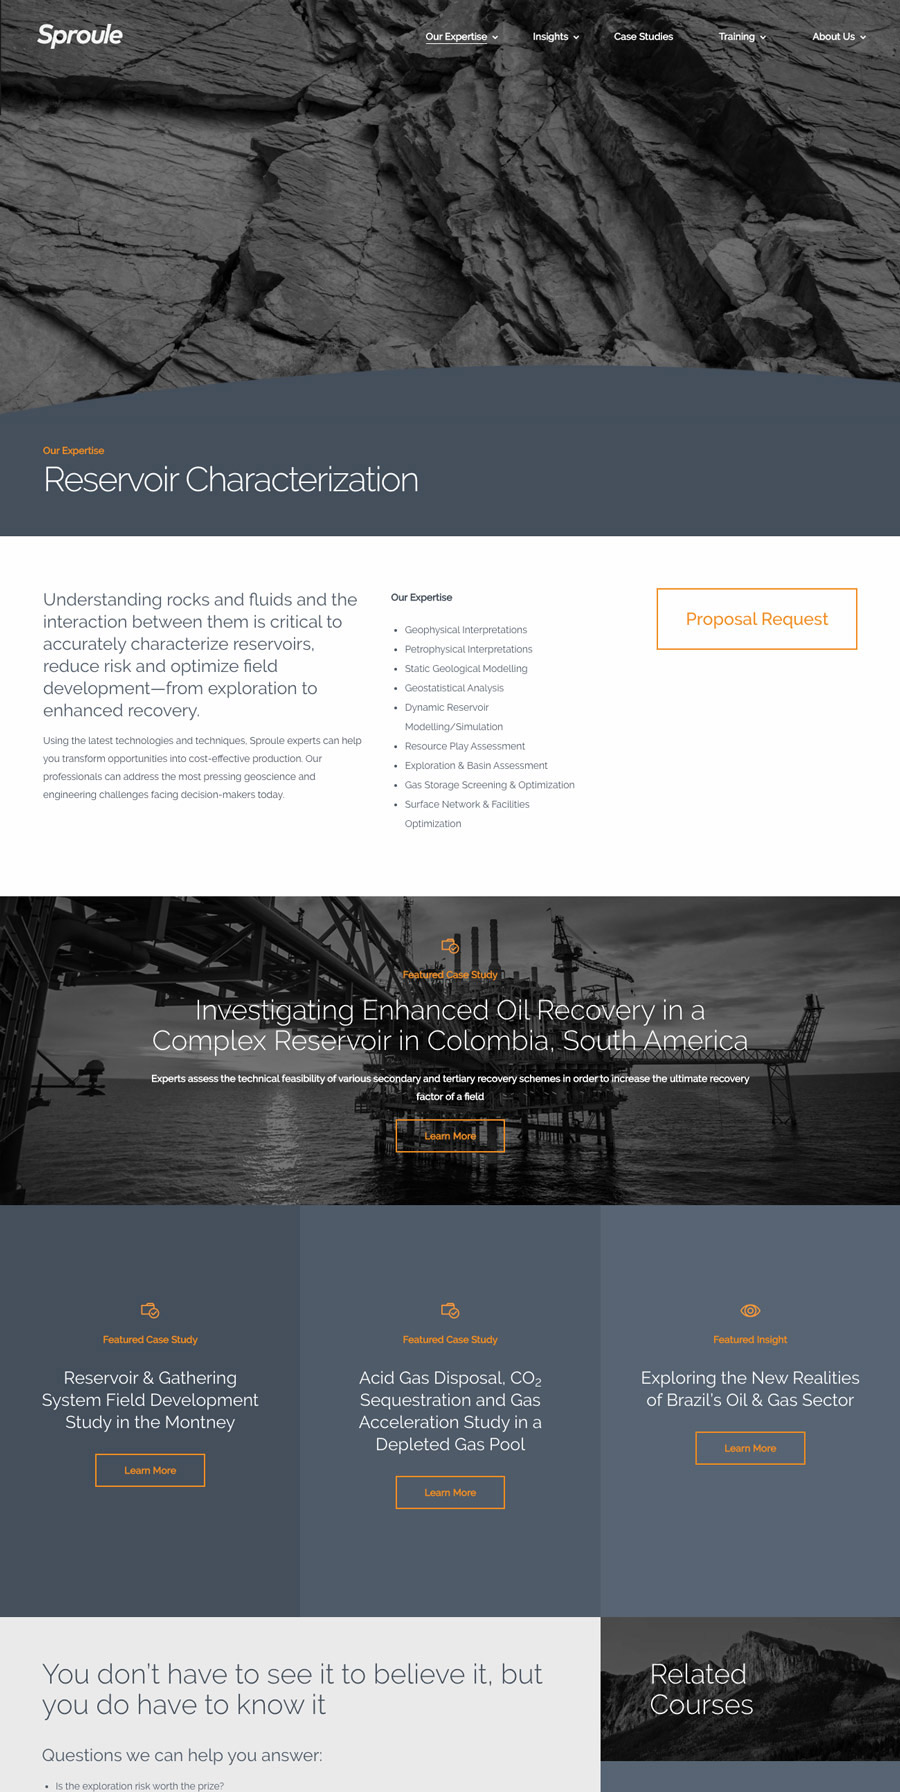 Sproule
Our Expertise
Insights
Case Studies
Training
About Us
Our Expertise
Reservoir Characterization
Understanding rocks and fluids and the
interaction between them is critical to
accurately characterize reservoirs,
reduce risk and optimize field
development—from exploration to
enhanced recovery.
Using the latest technologies and techniques, Sproule experts can help
you transform opportunities into cost-effective production. Our
professionals can address the most pressing geoscience and
engineering challenges facing decision-makers today.
Our Expertise
• Geophysical Interpretations
• Petrophysical Interpretations
• Static Geological Modelling
• Geostatistical Analysis
• Dynamic Reservoir
Modelling/Simulation
• Resource Play Assessment
• Exploration & Basin Assessment
• Gas Storage Screening & Optimization
• Surface Network & Facilities
Optimization
Proposal Request
Featured Case Study
Investigating Enhanced Oil Recovery in a
Complex Reservoir in Colombia, South America
Experts assess the technical feasibility of various secondary and tertiary recovery schemes in order to increase the ultimate recovery
factor of a field
Learn More
Featured Case Study
Reservoir & Gathering
System Field Development
Study in the Montney
Learn More
Featured Case Study
Acid Gas Disposal, CO₂
Sequestration and Gas
Acceleration Study in a
Depleted Gas Pool
Learn More
Featured Insight
Exploring the New Realities
of Brazil's Oil & Gas Sector
Learn More
You don't have to see it to believe it, but
you do have to know it
Questions we can help you answer:
• Is the exploration risk worth the prize?
Related
Courses